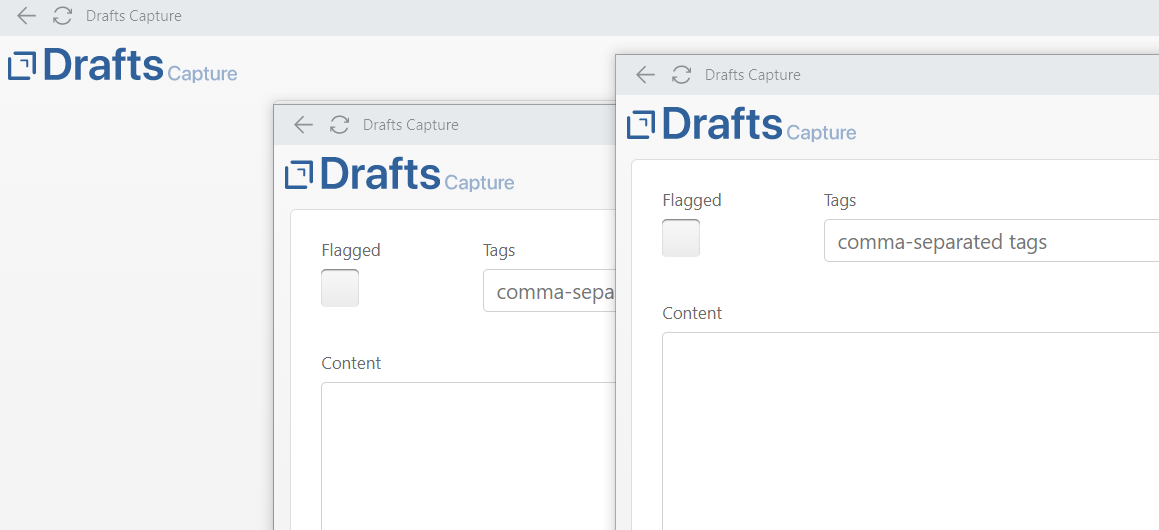 Drafts Capture
Drafts Capture
Drafts Capture
Drafts Capture
Flagged Tags
comma-sepa
Content
Drafts Capture
Drafts Capture
Flagged Tags
comma-separated tags
Content